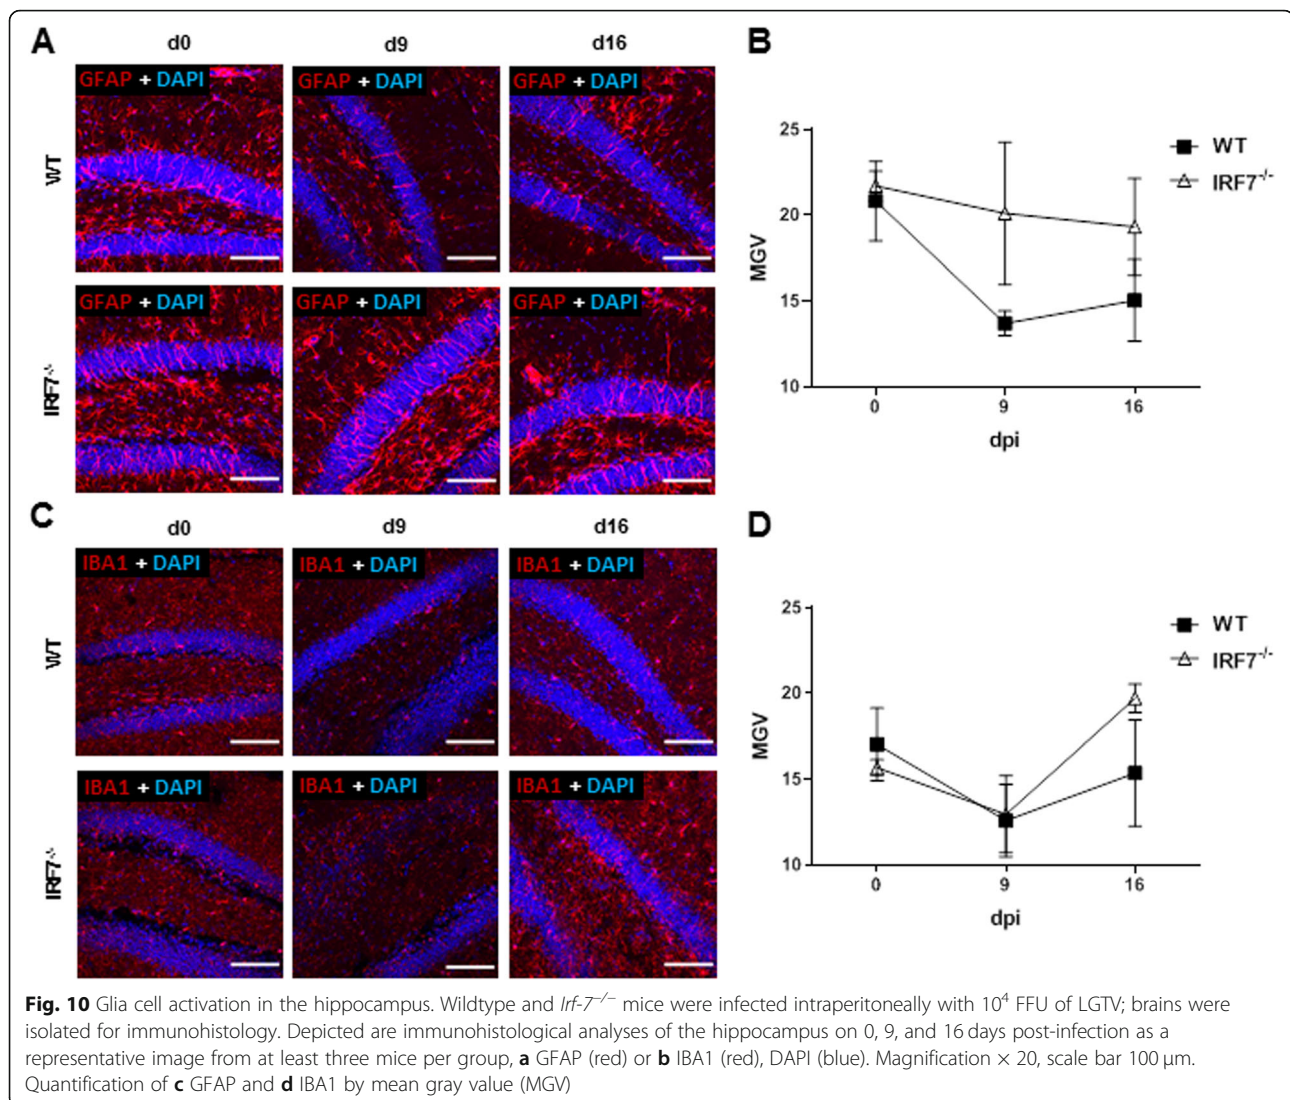 A
d0 d9 d16
WT
GFAP + DAPI GFAP + DAPI GFAP + DAPI
IRF7-/-
GFAP + DAPI GFAP + DAPI GFAP + DAPI
B
25
20
15
10
MGV
0 9 16
dpi
WT
IRF7-/-
C
d0 d9 d16
WT
IBA1 + DAPI IBA1 + DAPI IBA1 + DAPI
IRF7-/-
IBA1 + DAPI IBA1 + DAPI IBA1 + DAPI
D
25
20
15
10
MGV
0 9 16
dpi
WT
IRF7-/-
Fig. 10 Glia cell activation in the hippocampus. Wildtype and Irf-7−/− mice were infected intraperitoneally with 10⁴ FFU of LGTV; brains were
isolated for immunohistology. Depicted are immunohistological analyses of the hippocampus on 0, 9, and 16 days post-infection as a
representative image from at least three mice per group, a GFAP (red) or b IBA1 (red), DAPI (blue). Magnification × 20, scale bar 100 μm.
Quantification of c GFAP and d IBA1 by mean gray value (MGV)